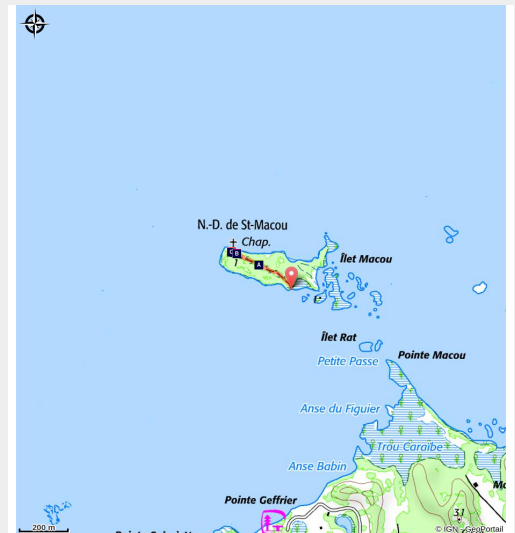 N.-D. de St-Macou
Chap.
C
B
A
1
Îlet Macou
Îlet Rat
Petite Passe
Pointe Macou
Anse du Figuier
Trou Caraïbe
Anse Babin
Pointe Geffrier
31
200 m
© IGN - GeoPortail